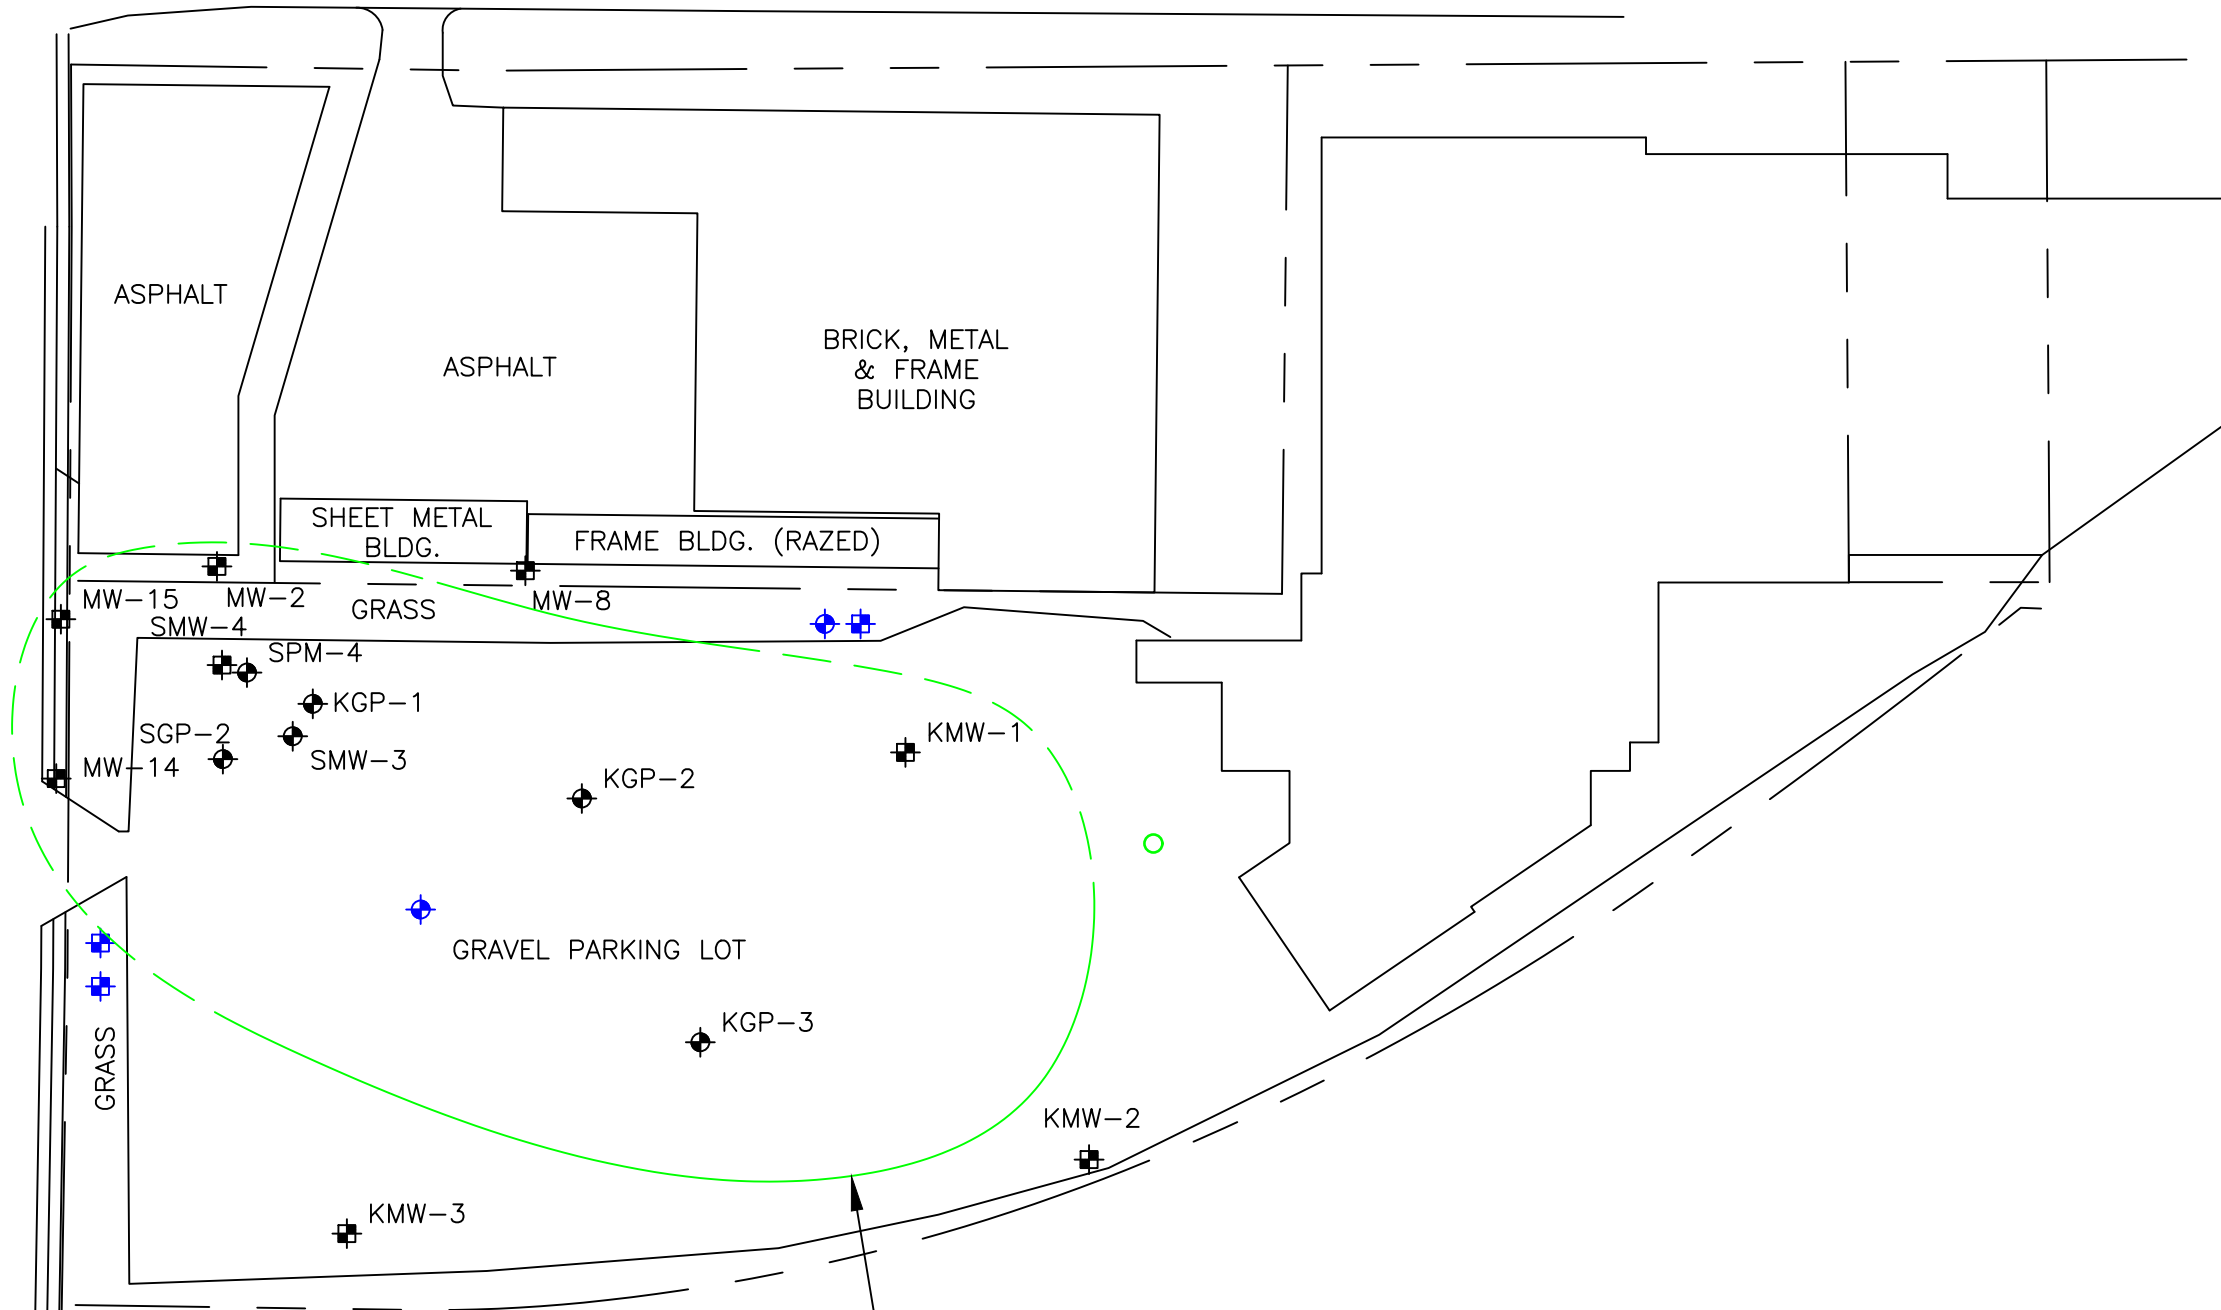 ASPHALT
BRICK, METAL
& FRAME
BUILDING
ASPHALT
SHEET METAL
BLDG.
FRAME BLDG. (RAZED)
MW-15
MW-2
MW-8
GRASS
SMW-4
SPM-4
KGP-1
SGP-2
SMW-3
MW-14
KMW-1
KGP-2
GRAVEL PARKING LOT
KGP-3
GRASS
KMW-2
KMW-3